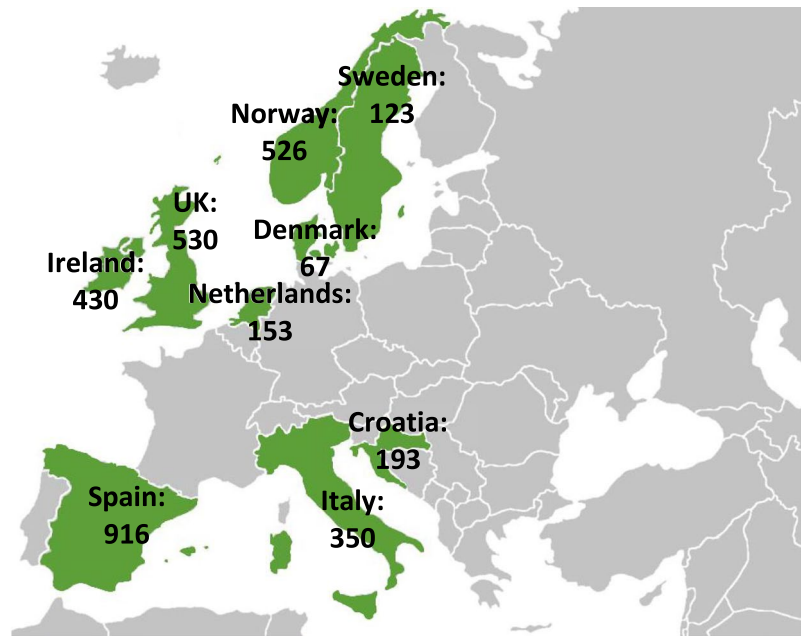 Sweden:
123
Norway:
526
UK:
530
Denmark:
67
Ireland:
430
Netherlands:
153
Croatia:
193
Spain:
916
Italy:
350